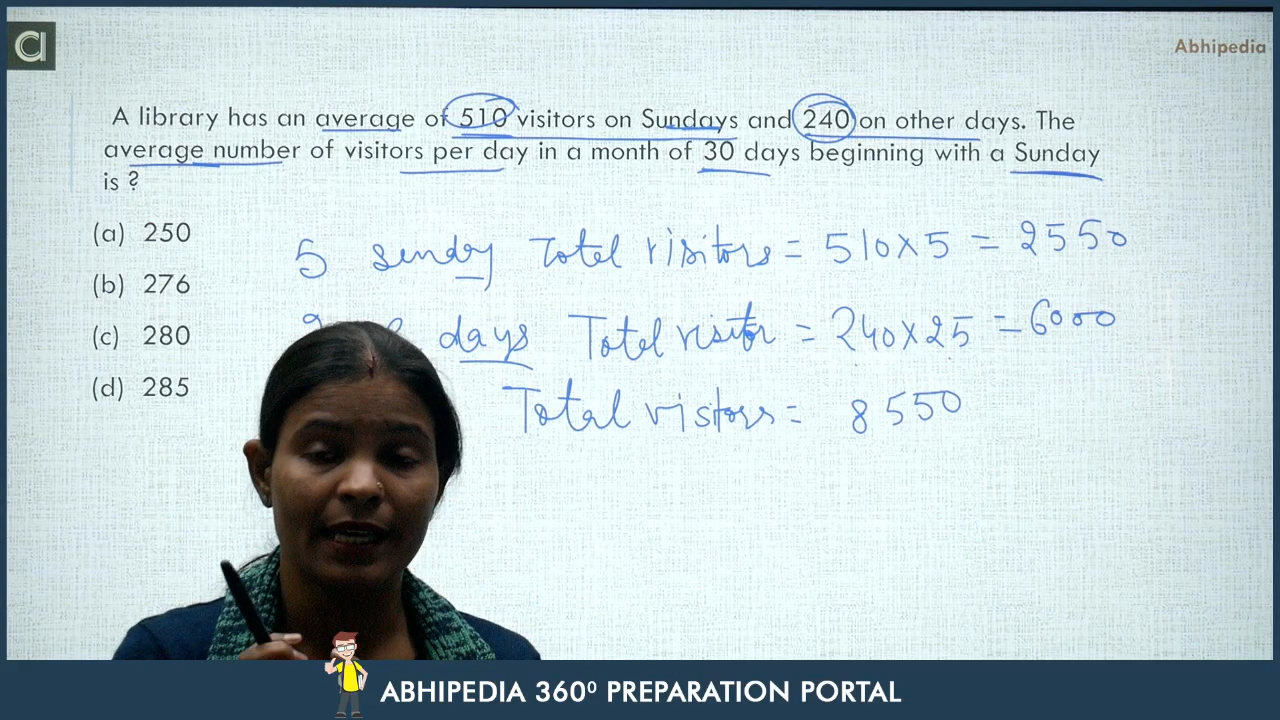 Abhipedia
A library has an average of 510 visitors on Sundays and 240 on other days. The
average number of visitors per day in a month of 30 days beginning with a Sunday
is ?
(a) 250
(b) 276
(c) 280
(d) 285
5 sunday Total visitors = 510×5 = 2550
days Total visitor = 240×25 = 6000
Total vistors = 8550
ABHIPEDIA 360⁰ PREPARATION PORTAL